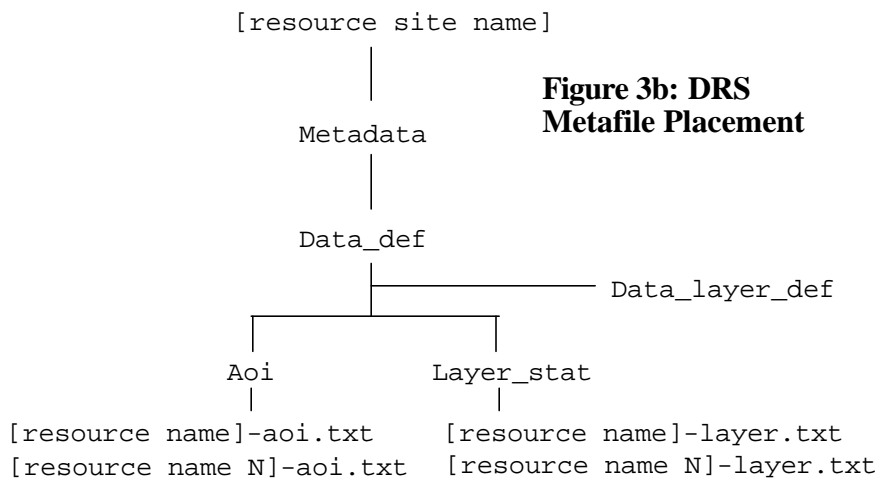 [resource site name]
Figure 3b: DRS
Metafile Placement
Metadata
Data_def
Data_layer_def
Aoi
Layer_stat
[resource name]-aoi.txt
[resource name]-layer.txt
[resource name N]-aoi.txt
[resource name N]-layer.txt